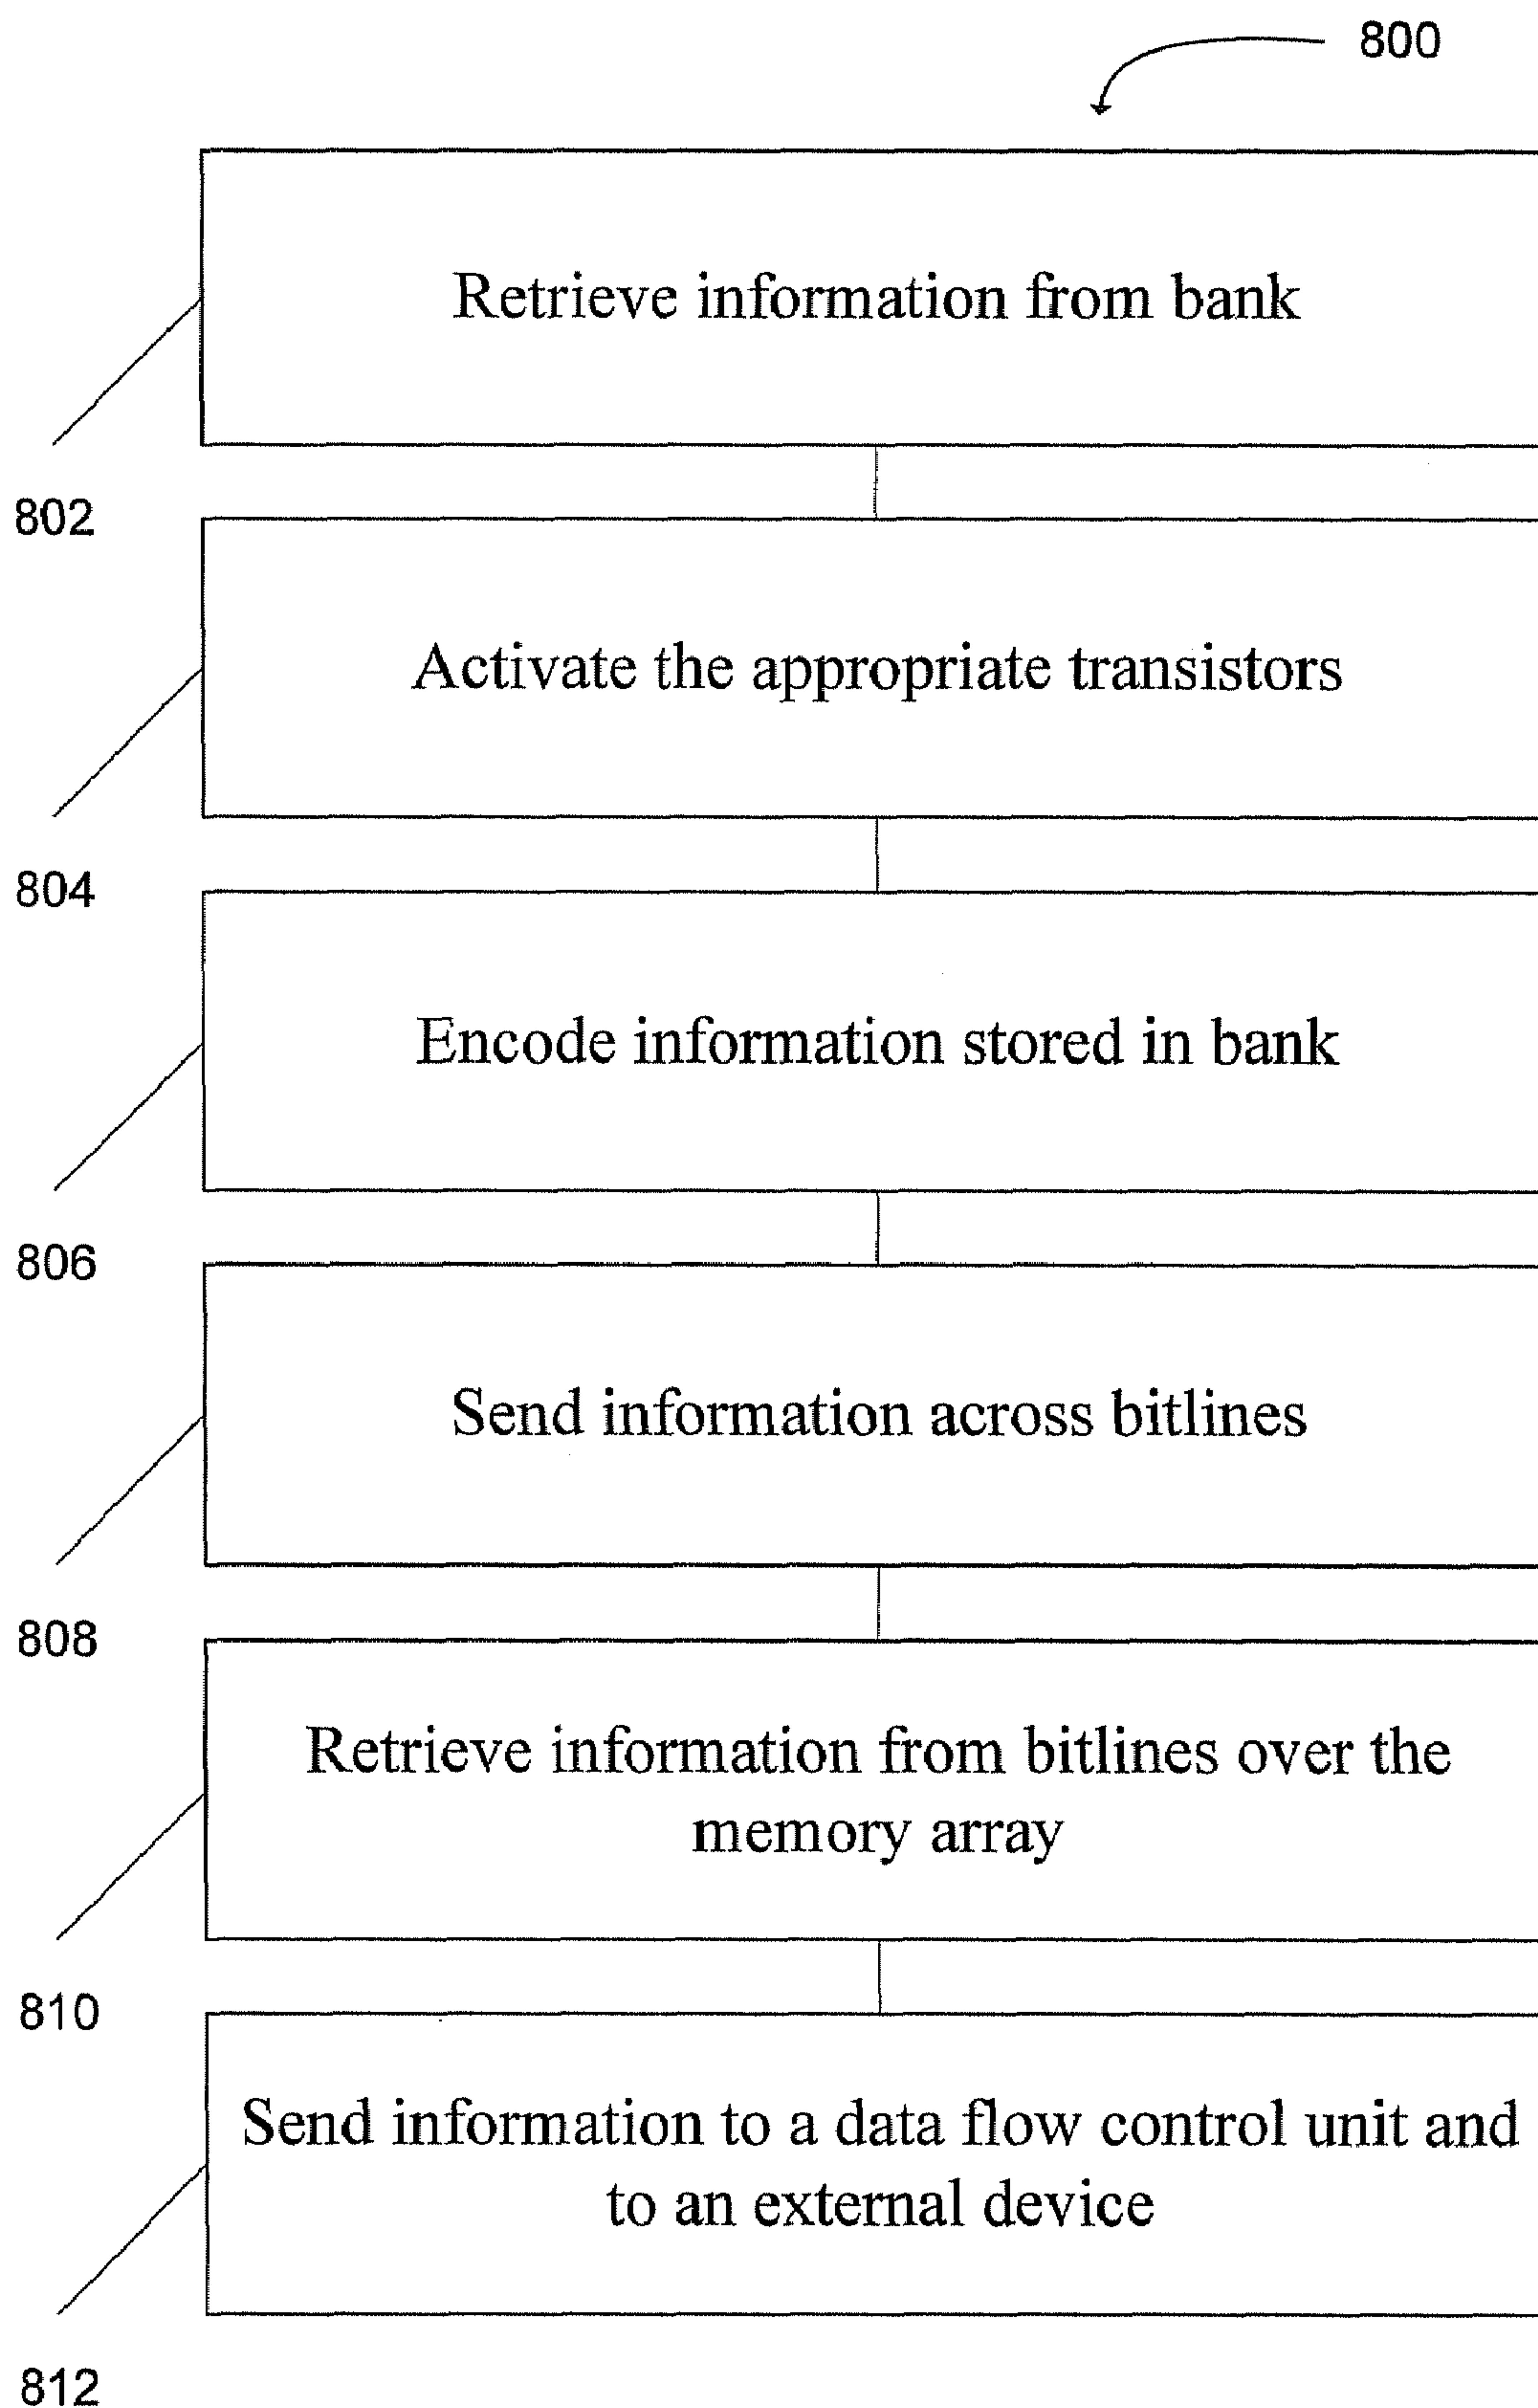 800
Retrieve information from bank
802
Activate the appropriate transistors
804
Encode information stored in bank
806
Send information across bitlines
808
Retrieve information from bitlines over the
memory array
810
Send information to a data flow control unit and
to an external device
812